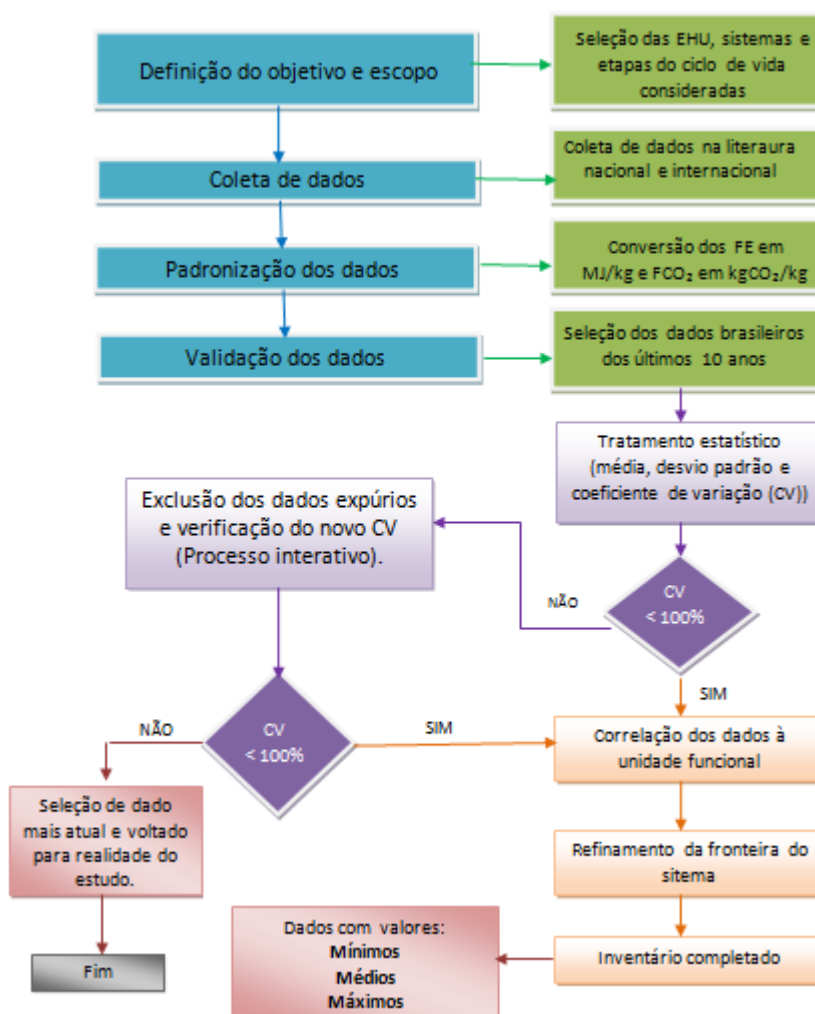 Definição do objetivo e escopo
Seleção das EHU, sistemas e
etapas do ciclo de vida
consideradas
Coleta de dados
Coleta de dados na literaura
nacional e internacional
Padronização dos dados
Conversão dos FE em
MJ/kg e FCO₂ em kgCO₂/kg
Validação dos dados
Seleção dos dados brasileiros
dos últimos 10 anos
Tratamento estatístico
(média, desvio padrão e
coeficiente de variação (CV))
Exclusão dos dados expúrios
e verificação do novo CV
(Processo interativo).
CV
< 100%
NÃO
SIM
CV
< 100%
NÃO
SIM
Correlação dos dados à
unidade funcional
Seleção de dado
mais atual e voltado
para realidade do
estudo.
Refinamento da fronteira do
sitema
Fim
Inventário completado
Dados com valores:
Mínimos
Médios
Máximos